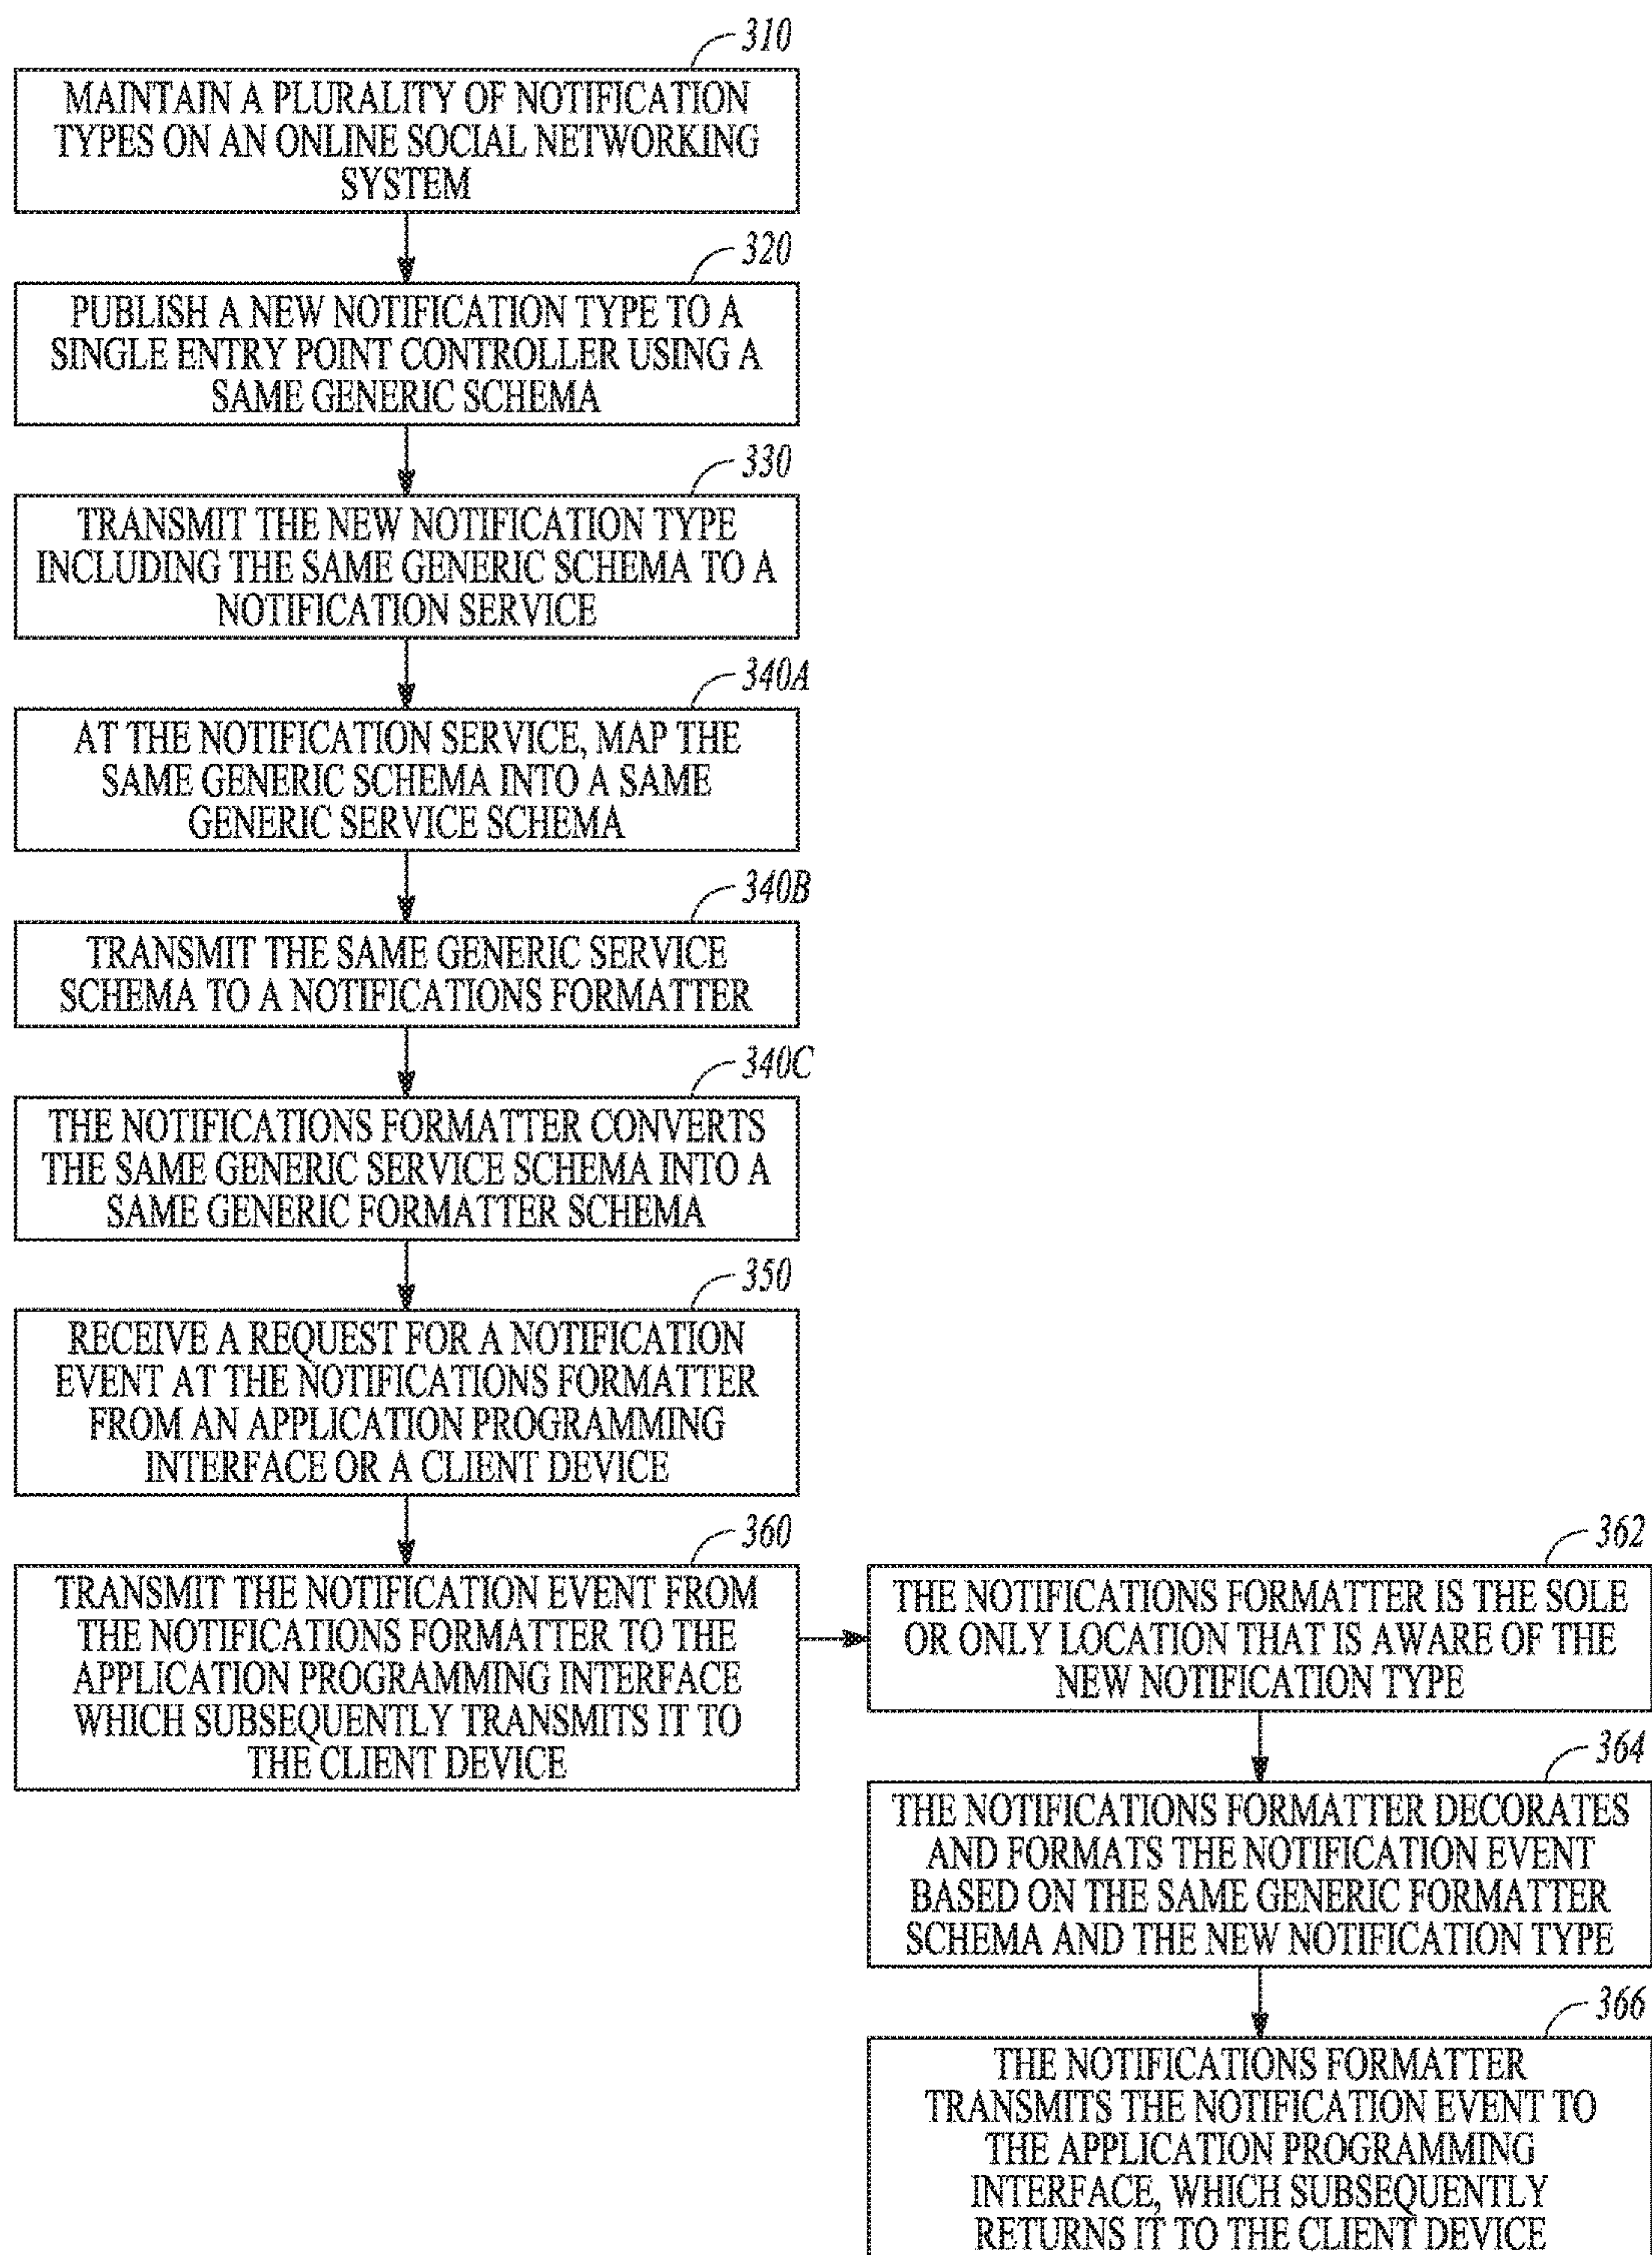 310
MAINTAIN A PLURALITY OF NOTIFICATION
TYPES ON AN ONLINE SOCIAL NETWORKING
SYSTEM
320
PUBLISH A NEW NOTIFICATION TYPE TO A
SINGLE ENTRY POINT CONTROLLER USING A
SAME GENERIC SCHEMA
330
TRANSMIT THE NEW NOTIFICATION TYPE
INCLUDING THE SAME GENERIC SCHEMA TO A
NOTIFICATION SERVICE
340A
AT THE NOTIFICATION SERVICE, MAP THE
SAME GENERIC SCHEMA INTO A SAME
GENERIC SERVICE SCHEMA
340B
TRANSMIT THE SAME GENERIC SERVICE
SCHEMA TO A NOTIFICATIONS FORMATTER
340C
THE NOTIFICATIONS FORMATTER CONVERTS
THE SAME GENERIC SERVICE SCHEMA INTO A
SAME GENERIC FORMATTER SCHEMA
350
RECEIVE A REQUEST FOR A NOTIFICATION
EVENT AT THE NOTIFICATIONS FORMATTER
FROM AN APPLICATION PROGRAMMING
INTERFACE OR A CLIENT DEVICE
360
TRANSMIT THE NOTIFICATION EVENT FROM
THE NOTIFICATIONS FORMATTER TO THE
APPLICATION PROGRAMMING INTERFACE
WHICH SUBSEQUENTLY TRANSMITS IT TO
THE CLIENT DEVICE
362
THE NOTIFICATIONS FORMATTER IS THE SOLE
OR ONLY LOCATION THAT IS AWARE OF THE
NEW NOTIFICATION TYPE
364
THE NOTIFICATIONS FORMATTER DECORATES
AND FORMATS THE NOTIFICATION EVENT
BASED ON THE SAME GENERIC FORMATTER
SCHEMA AND THE NEW NOTIFICATION TYPE
366
THE NOTIFICATIONS FORMATTER
TRANSMITS THE NOTIFICATION EVENT TO
THE APPLICATION PROGRAMMING
INTERFACE, WHICH SUBSEQUENTLY
RETURNS IT TO THE CLIENT DEVICE